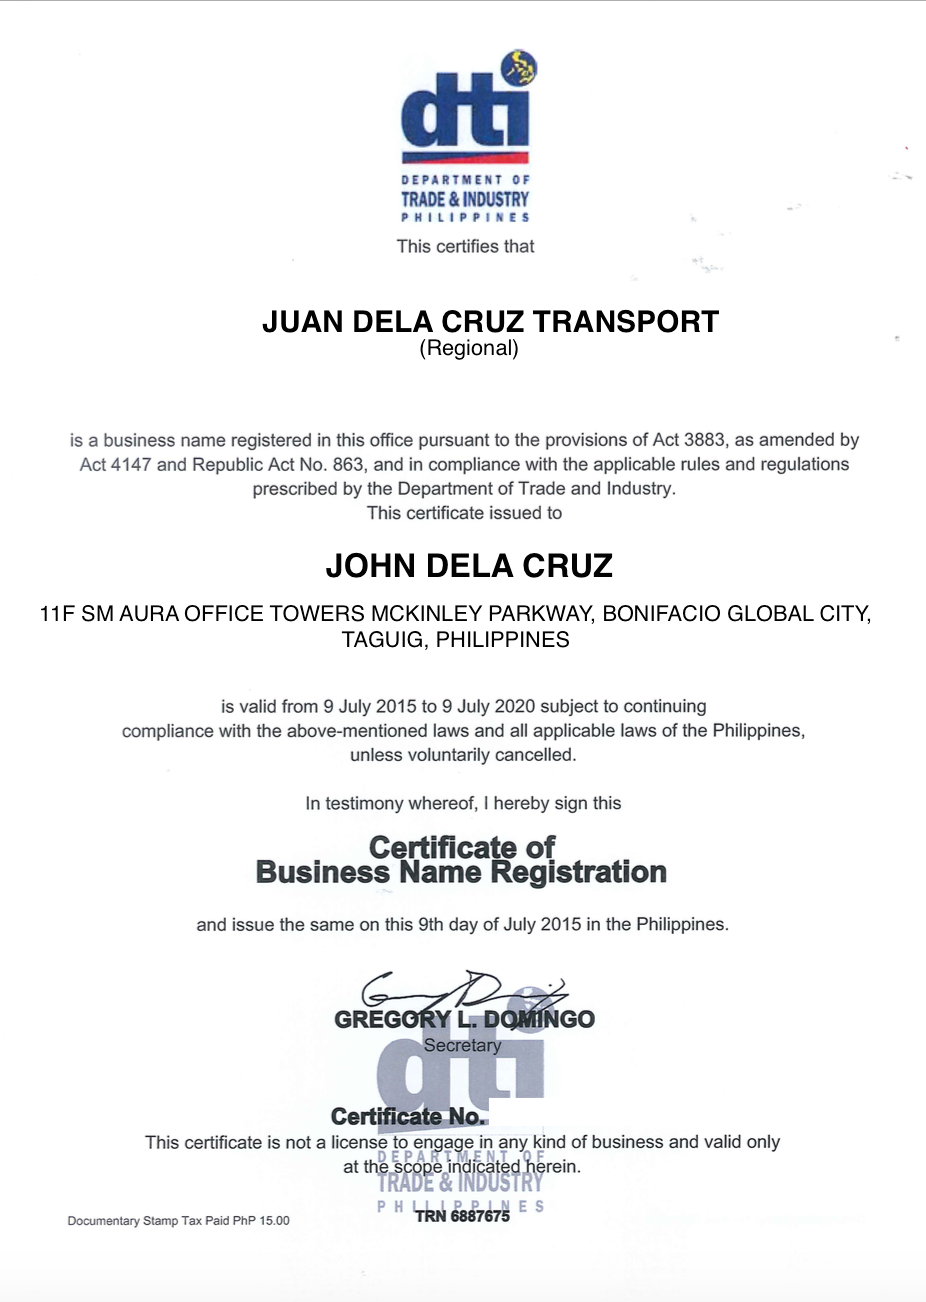 dti
DEPARTMENT OF
TRADE & INDUSTRY
PHILIPPINES
This certifies that
JUAN DELA CRUZ TRANSPORT
(Regional)
is a business name registered in this office pursuant to the provisions of Act 3883, as amended by
Act 4147 and Republic Act No. 863, and in compliance with the applicable rules and regulations
prescribed by the Department of Trade and Industry.
This certificate issued to
JOHN DELA CRUZ
11F SM AURA OFFICE TOWERS MCKINLEY PARKWAY, BONIFACIO GLOBAL CITY,
TAGUIG, PHILIPPINES
is valid from 9 July 2015 to 9 July 2020 subject to continuing
compliance with the above-mentioned laws and all applicable laws of the Philippines,
unless voluntarily cancelled.
In testimony whereof, I hereby sign this
Certificate of
Business Name Registration
and issue the same on this 9th day of July 2015 in the Philippines.
GREGORY L. DOMINGO
Secretary
dti
Certificate No.
This certificate is not a license to engage in any kind of business and valid only
DEPARTMENT OF
at the scope indicated herein.
TRADE & INDUSTRY
PHILIPPINES
TRN 6887675
Documentary Stamp Tax Paid PhP 15.00